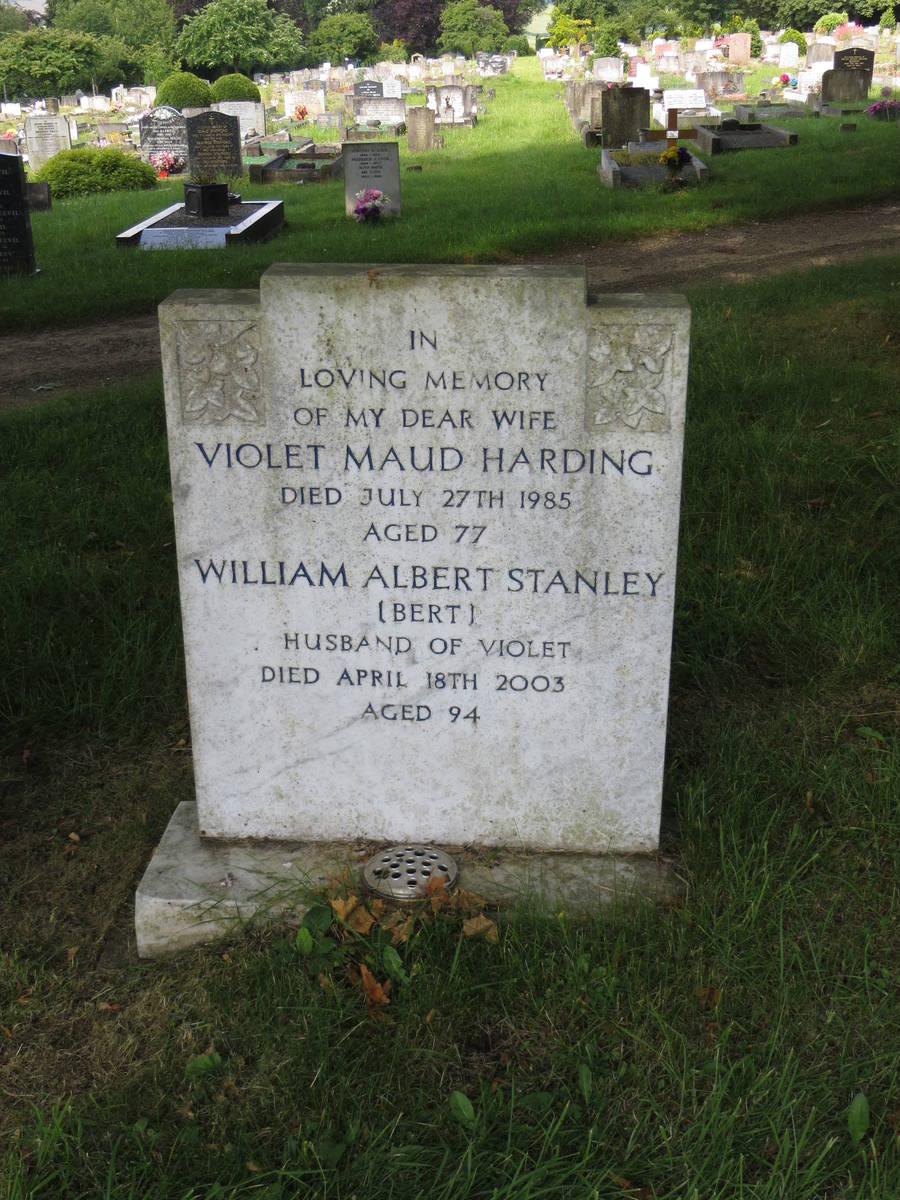 IN
LOVING MEMORY
OF MY DEAR WIFE
VIOLET MAUD HARDING
DIED JULY 27TH 1985
AGED 77
WILLIAM ALBERT STANLEY
(BERT)
HUSBAND OF VIOLET
DIED APRIL 18TH 2003
AGED 94